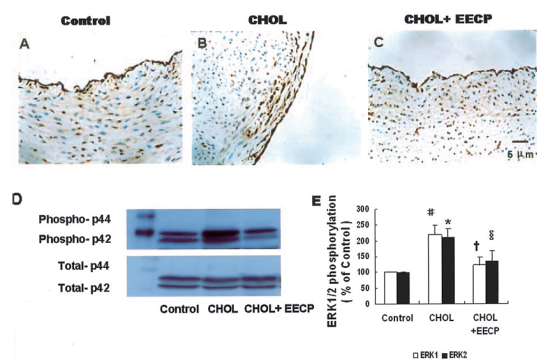 Control CHOL CHOL+ EECP
A B C
5 μm
D
Phospho- p44
Phospho- p42
Total- p44
Total- p42
Control CHOL CHOL+ EECP
E
ERK1/2 phosphorylation
( % of Control)
350
300
250
200
150
100
50
0
# * † §
Control CHOL CHOL
+EECP
ERK1 ERK2